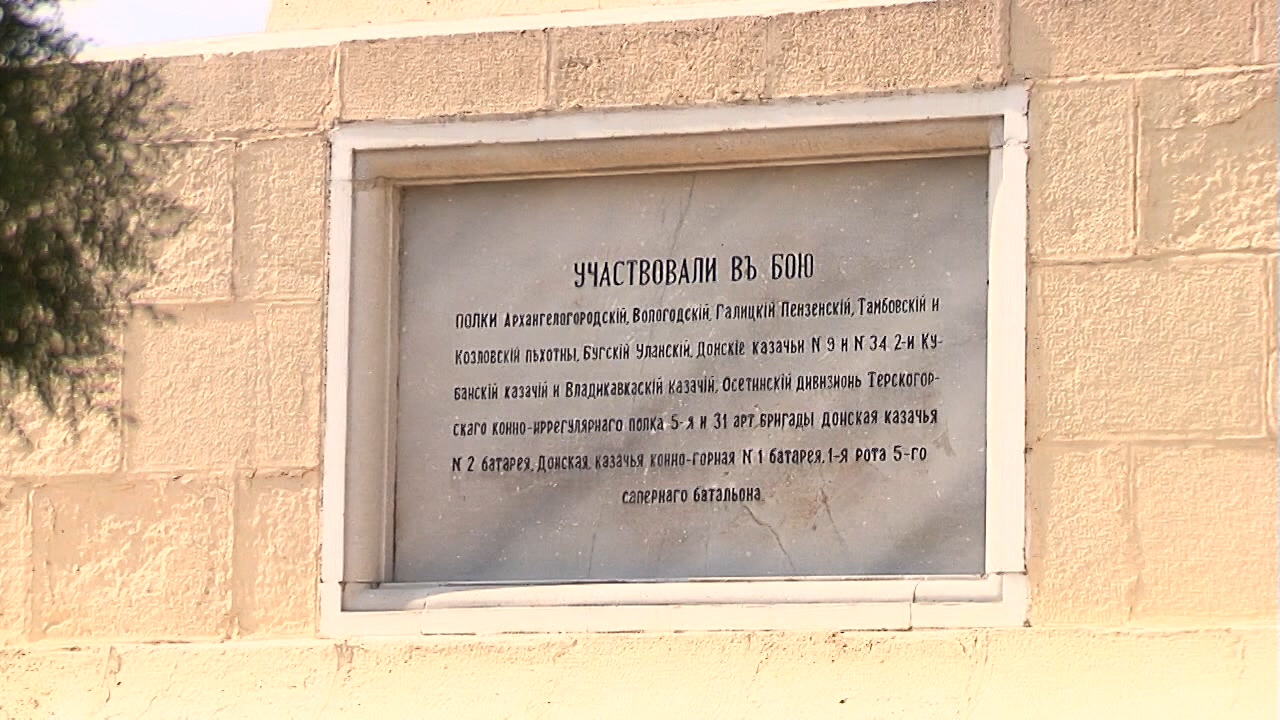 УЧАСТВОВАЛИ ВЪ БОЮ
ПОЛКИ Архангелогородскій, Вологодскій, Галицкій Пензенскій, Тамбовскій и
Козловскій пѣхотны, Бугскій Уланскій, Донскіе казачьи N 9 и N 34 2-и Ку-
банскій казачій и Владикавкаскій казачій, Осетинскій дивизіонь Терскогор-
скаго конно-иррегулярнаго полка 5-я и 31 арт бригады донская казачья
N 2 батарея, Донская казачья конно-горная N 1 батарея, 1-я рота 5-го
сапернаго батальона